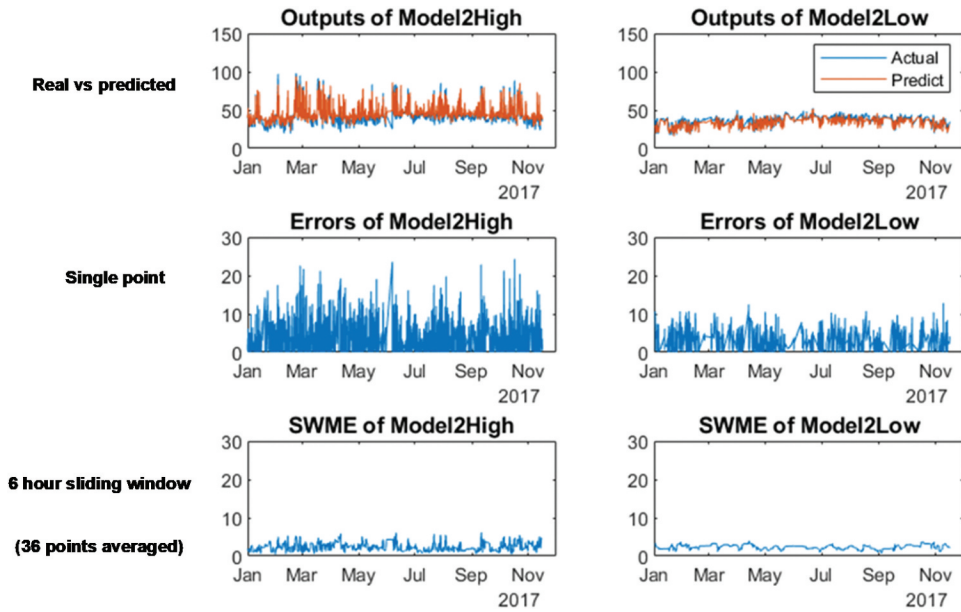 Outputs of Model2High
Outputs of Model2Low
Real vs predicted
150
100
50
0
Jan Mar May Jul Sep Nov
2017
150
100
50
0
Actual
Predict
Jan Mar May Jul Sep Nov
2017
Errors of Model2High
Errors of Model2Low
Single point
30
20
10
0
Jan Mar May Jul Sep Nov
2017
30
20
10
0
Jan Mar May Jul Sep Nov
2017
SWME of Model2High
SWME of Model2Low
6 hour sliding window
(36 points averaged)
30
20
10
0
Jan Mar May Jul Sep Nov
2017
30
20
10
0
Jan Mar May Jul Sep Nov
2017